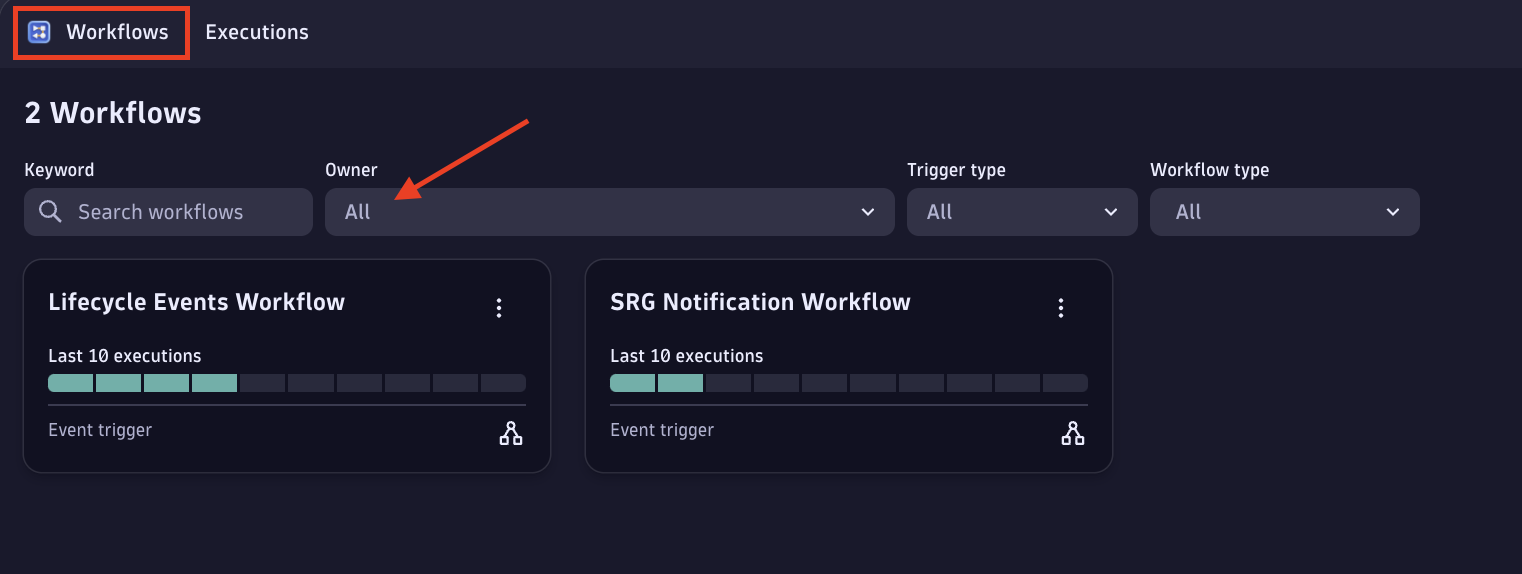 Workflows Executions
2 Workflows
Keyword Owner Trigger type Workflow type
Search workflows All All All
Lifecycle Events Workflow
Last 10 executions
Event trigger
SRG Notification Workflow
Last 10 executions
Event trigger